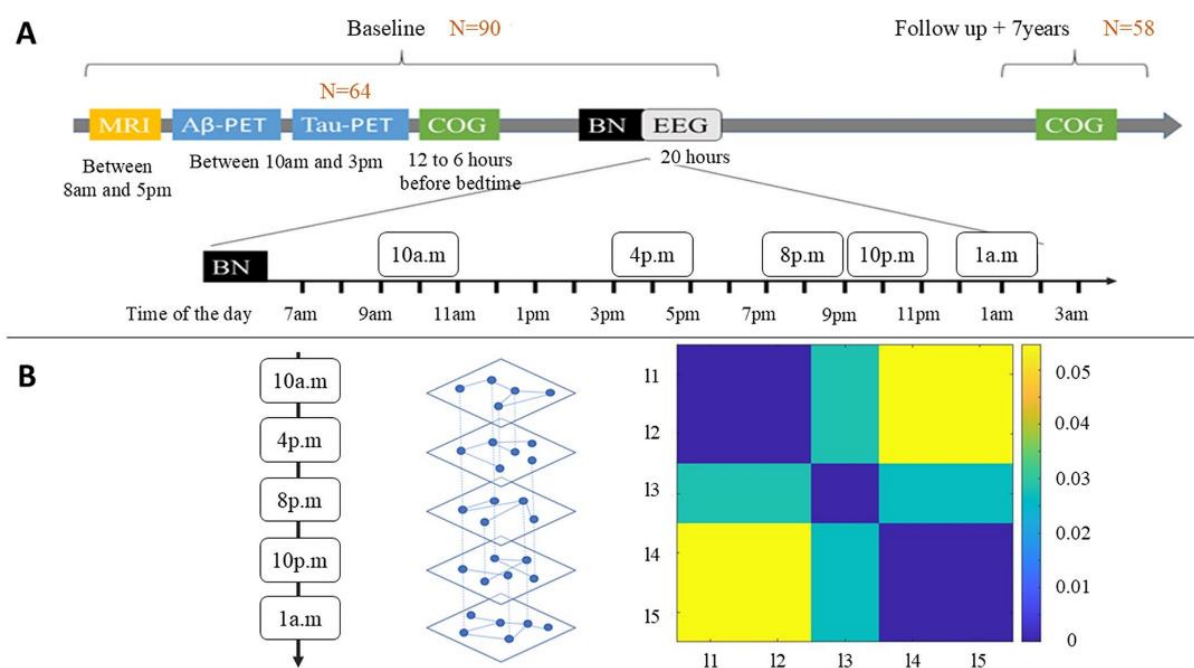 A
Baseline N=90
Follow up + 7years N=58
N=64
MRI
Aβ-PET
Tau-PET
COG
BN
EEG
COG
Between
8am and 5pm
Between 10am and 3pm
12 to 6 hours
before bedtime
20 hours
BN
10a.m
4p.m
8p.m
10p.m
1a.m
Time of the day
7am 9am 11am 1pm 3pm 5pm 7pm 9pm 11pm 1am 3am
B
10a.m
4p.m
8p.m
10p.m
1a.m
l1
l2
l3
l4
l5
l1 l2 l3 l4 l5
0.05
0.04
0.03
0.02
0.01
0